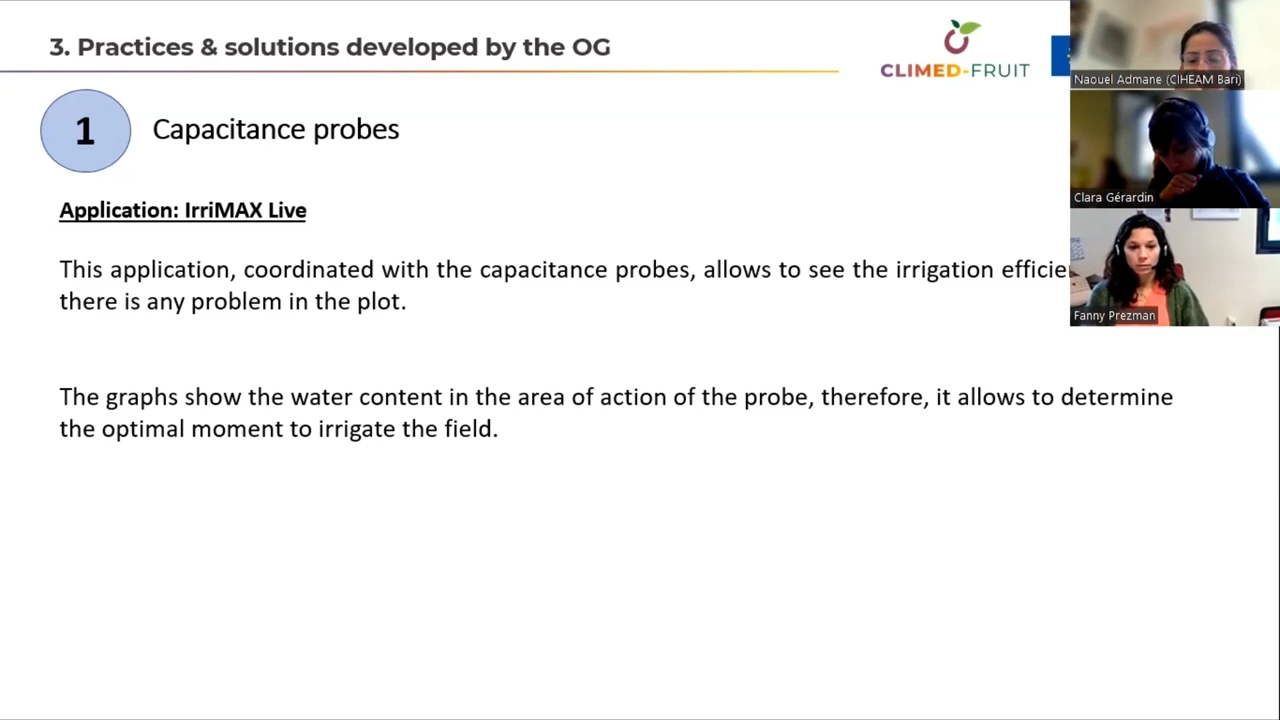 3. Practices & solutions developed by the OG
CLIMED-FRUIT
1
Capacitance probes
Application: IrriMAX Live
This application, coordinated with the capacitance probes, allows to see the irrigation
there is any problem in the plot.
The graphs show the water content in the area of action of the probe, therefore, it allows to determine
the optimal moment to irrigate the field.
Naouel Admane (CIHEAM Bari)
Clara Gérardin
Fanny Prezman